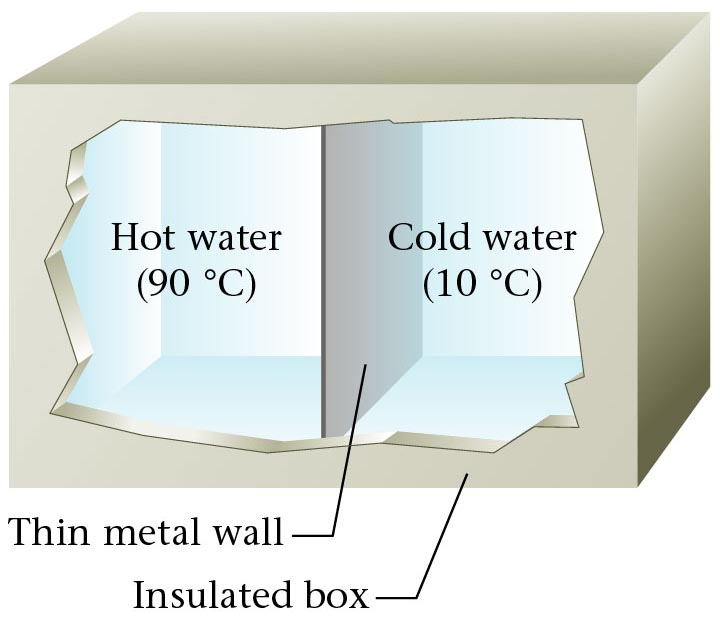 Hot water
(90 °C)
Cold water
(10 °C)
Thin metal wall
Insulated box